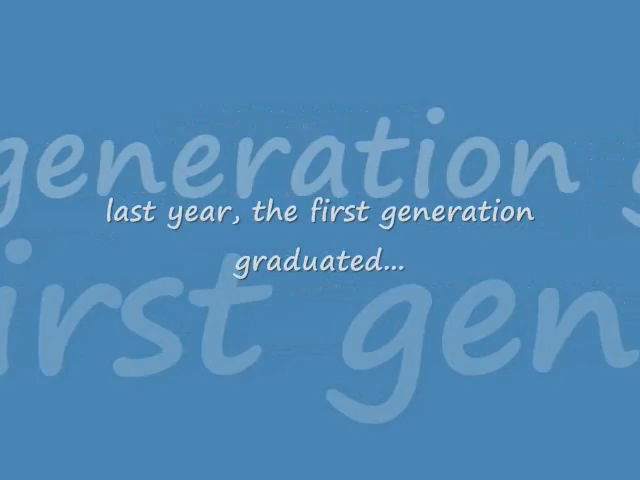 generation g
last year, the first generation
graduated...
irst gen